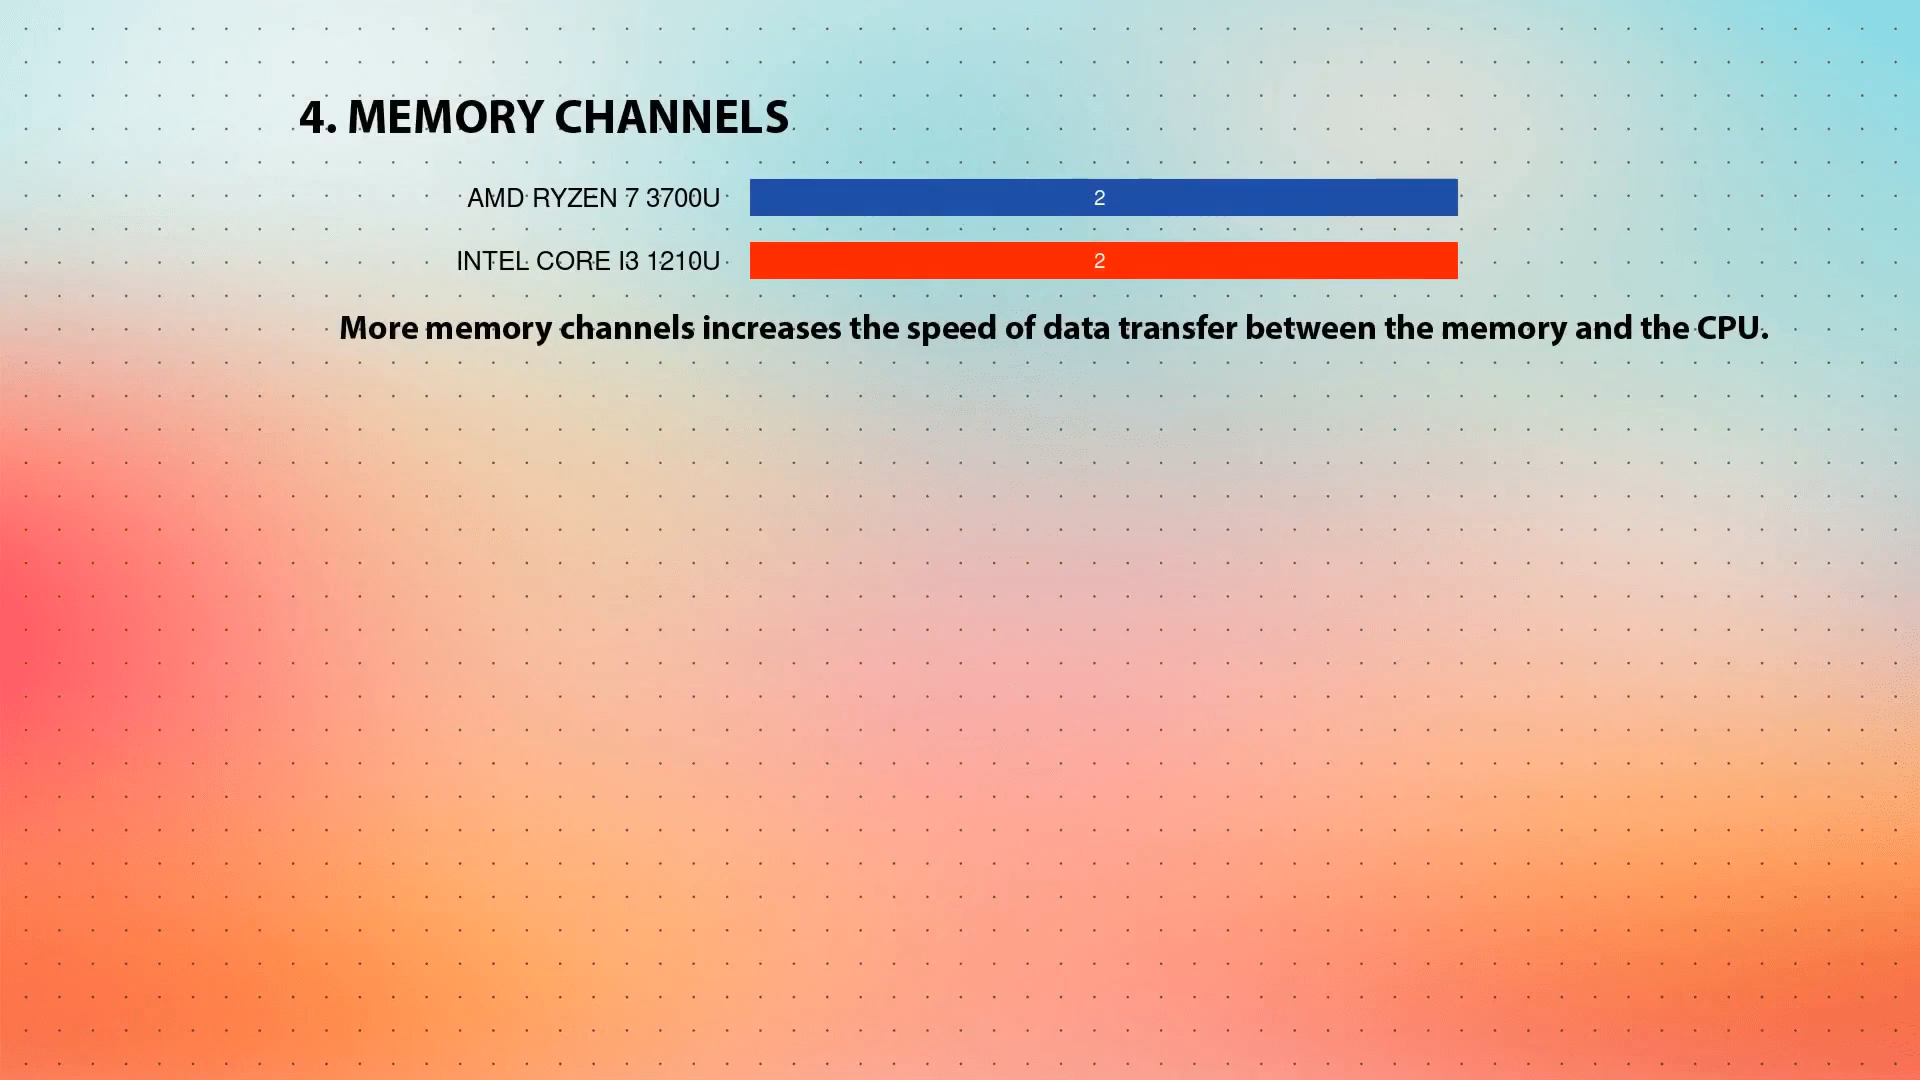 4. MEMORY CHANNELS
AMD RYZEN 7 3700U 2
INTEL CORE I3 1210U 2
More memory channels increases the speed of data transfer between the memory and the CPU.